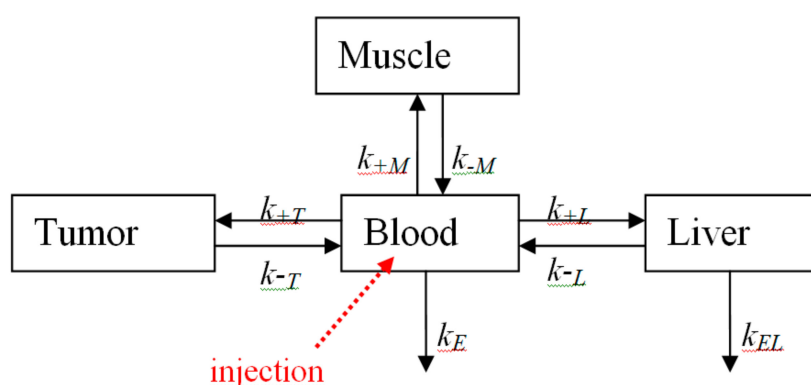 Muscle
k+M k-M
Tumor k+T Blood k+L Liver
k-T k-L
kE kEL
injection